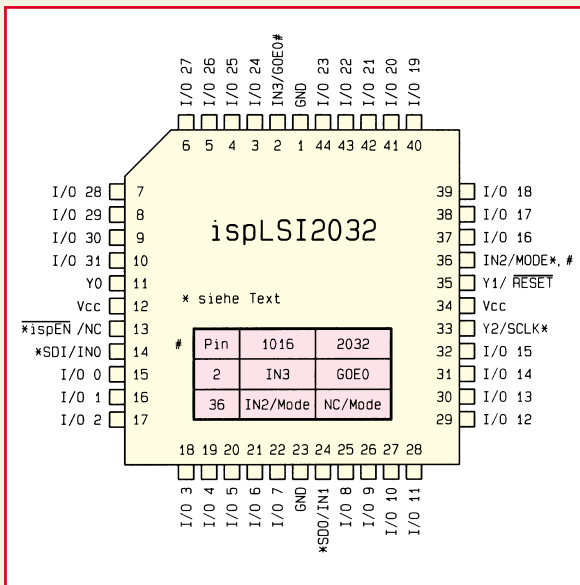 I/O 27
I/O 26
I/O 25
I/O 24
IN3/GOE0#
GND
I/O 23
I/O 22
I/O 21
I/O 20
I/O 19
6 5 4 3 2 1 44 43 42 41 40
I/O 28 7
I/O 29 8
I/O 30 9
I/O 31 10
Y0 11
Vcc 12
*ispEN /NC 13
*SDI/IN0 14
I/O 0 15
I/O 1 16
I/O 2 17
ispLSI2032
* siehe Text
# Pin 1016 2032
2 IN3 GOE0
36 IN2/Mode NC/Mode
39 I/O 18
38 I/O 17
37 I/O 16
36 IN2/MODE*, #
35 Y1/ RESET
34 Vcc
33 Y2/SCLK*
32 I/O 15
31 I/O 14
30 I/O 13
29 I/O 12
18 19 20 21 22 23 24 25 26 27 28
I/O 3
I/O 4
I/O 5
I/O 6
I/O 7
GND
*SDO/IN1
I/O 8
I/O 9
I/O 10
I/O 11